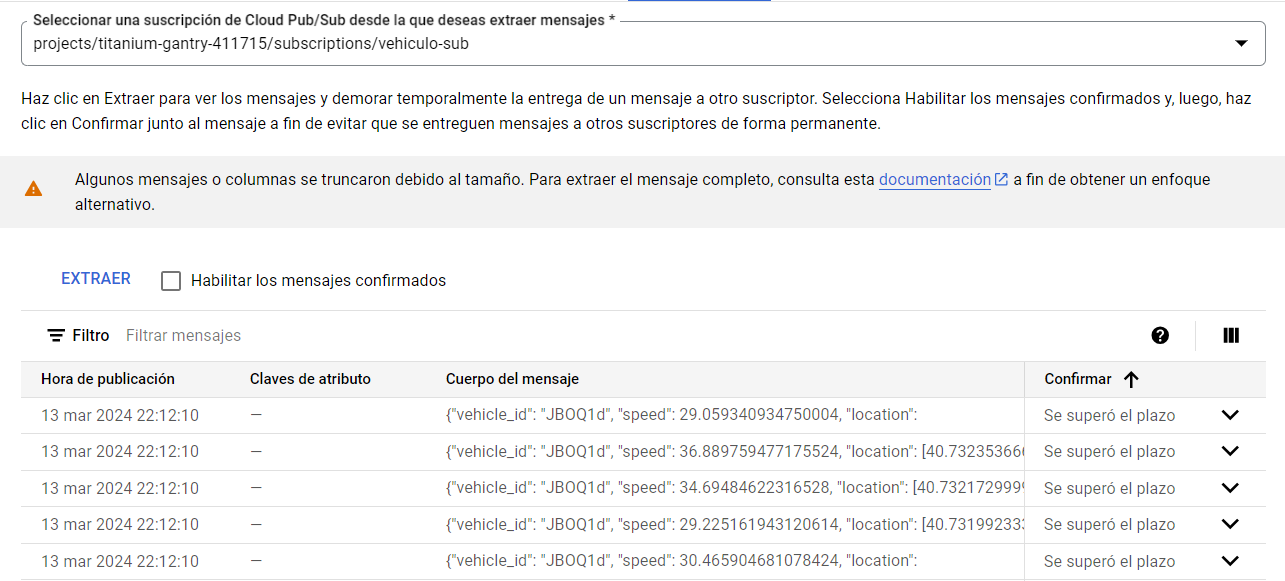 Seleccionar una suscripción de Cloud Pub/Sub desde la que deseas extraer mensajes *
projects/titanium-gantry-411715/subscriptions/vehiculo-sub
Haz clic en Extraer para ver los mensajes y demorar temporalmente la entrega de un mensaje a otro suscriptor. Selecciona Habilitar los mensajes confirmados y, luego, haz
clic en Confirmar junto al mensaje a fin de evitar que se entreguen mensajes a otros suscriptores de forma permanente.
Algunos mensajes o columnas se truncaron debido al tamaño. Para extraer el mensaje completo, consulta esta documentación a fin de obtener un enfoque
alternativo.
EXTRAER Habilitar los mensajes confirmados
Filtro Filtrar mensajes
Hora de publicación Claves de atributo Cuerpo del mensaje Confirmar
13 mar 2024 22:12:10 — {"vehicle_id": "JBOQ1d", "speed": 29.059340934750004, "location": Se superó el plazo
13 mar 2024 22:12:10 — {"vehicle_id": "JBOQ1d", "speed": 36.889759477175524, "location": [40.732353666 Se superó el plazo
13 mar 2024 22:12:10 — {"vehicle_id": "JBOQ1d", "speed": 34.69484622316528, "location": [40.7321729999 Se superó el plazo
13 mar 2024 22:12:10 — {"vehicle_id": "JBOQ1d", "speed": 29.225161943120614, "location": [40.731992333 Se superó el plazo
13 mar 2024 22:12:10 — {"vehicle_id": "JBOQ1d", "speed": 30.465904681078424, "location": Se superó el plazo